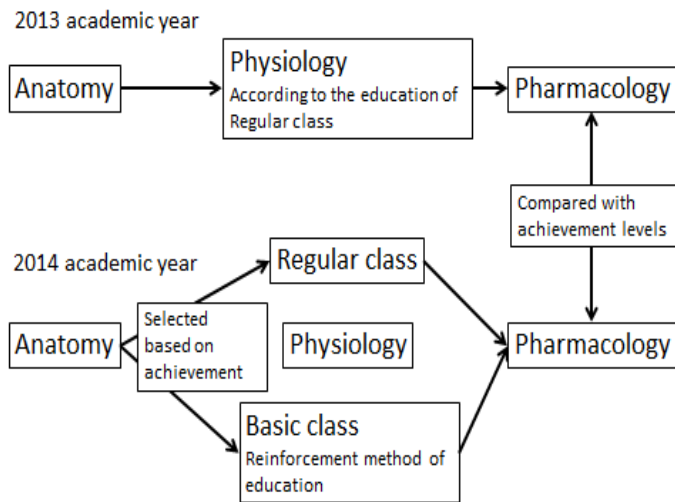 2013 academic year
Anatomy
Physiology
According to the education of
Regular class
Pharmacology
Compared with
achievement levels
2014 academic year
Regular class
Anatomy
Selected
based on
achievement
Physiology
Pharmacology
Basic class
Reinforcement method of
education